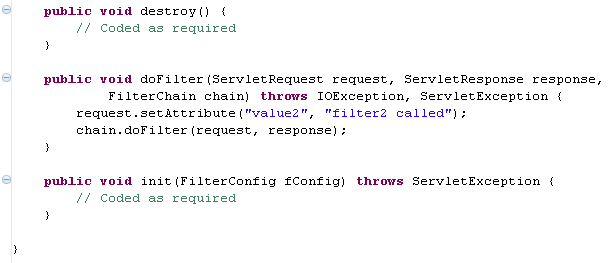 public void destroy() {
// Coded as required
}
public void doFilter(ServletRequest request, ServletResponse response,
FilterChain chain) throws IOException, ServletException {
request.setAttribute("value2", "filter2 called");
chain.doFilter(request, response);
}
public void init(FilterConfig fConfig) throws ServletException {
// Coded as required
}
}